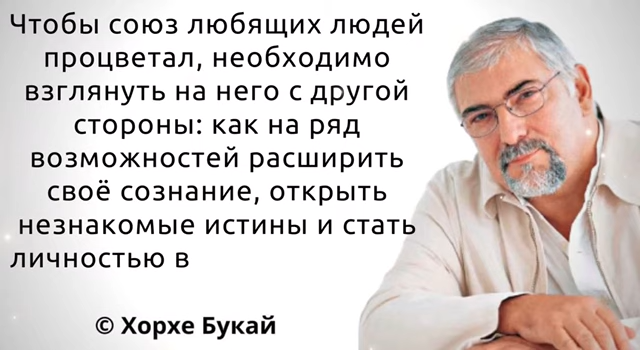 Чтобы союз любящих людей
процветал, необходимо
взглянуть на него с другой
стороны: как на ряд
возможностей расширить
своё сознание, открыть
незнакомые истины и стать
личностью в
© Хорхе Букай